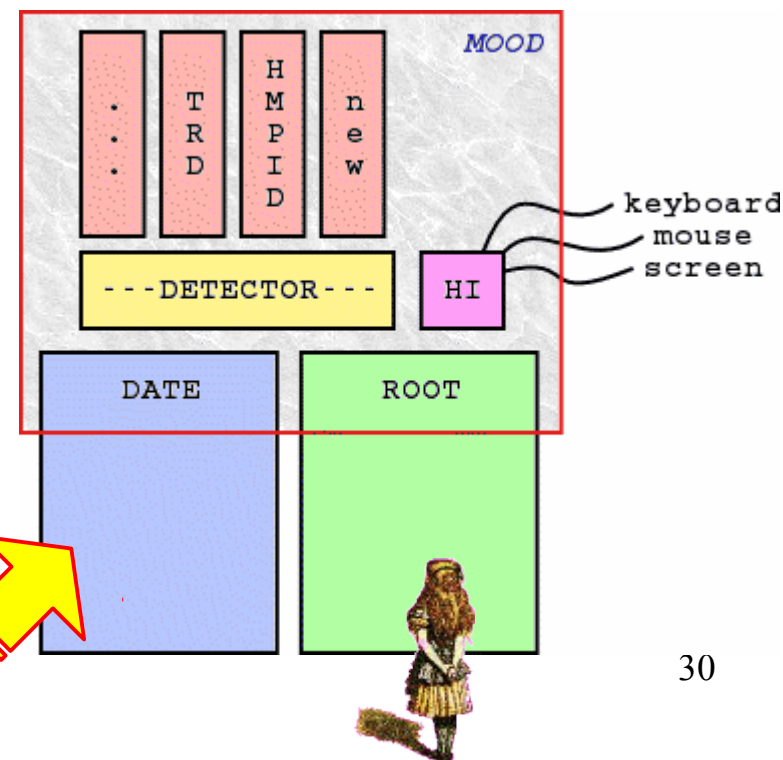 MOOD
. . .
TRD
HMPID
new
keyboard
mouse
screen
---DETECTOR---
HI
DATE
ROOT
30